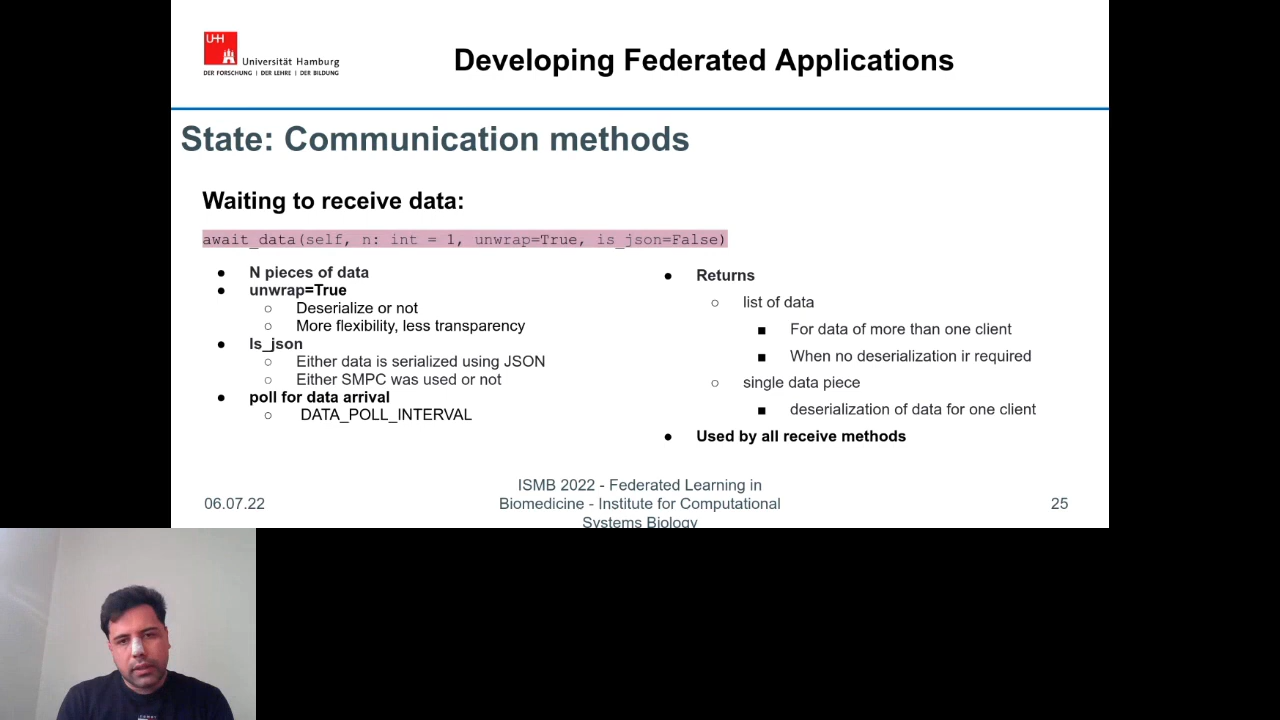 UHH
Universität Hamburg
DER FORSCHUNG | DER LEHRE | DER BILDUNG
Developing Federated Applications
State: Communication methods
Waiting to receive data:
await_data(self, n: int = 1, unwrap=True, is_json=False)
● N pieces of data
● unwrap=True
○ Deserialize or not
○ More flexibility, less transparency
● Is_json
○ Either data is serialized using JSON
○ Either SMPC was used or not
● poll for data arrival
○ DATA_POLL_INTERVAL
● Returns
○ list of data
■ For data of more than one client
■ When no deserialization ir required
○ single data piece
■ deserialization of data for one client
● Used by all receive methods
06.07.22
ISMB 2022 - Federated Learning in
Biomedicine - Institute for Computational
Systems Biology
25